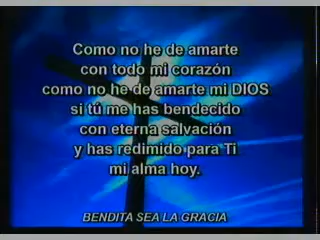 Como no he de amarte
con todo mi corazón
como no he de amarte mi DIOS
si tú me has bendecido
con eterna salvación
y has redimido para Ti
mi alma hoy.
BENDITA SEA LA GRACIA